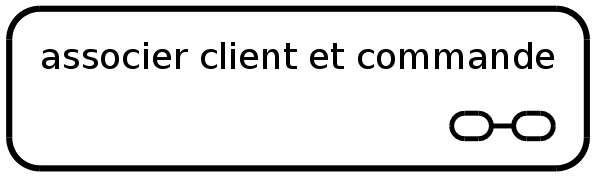 associer client et commande